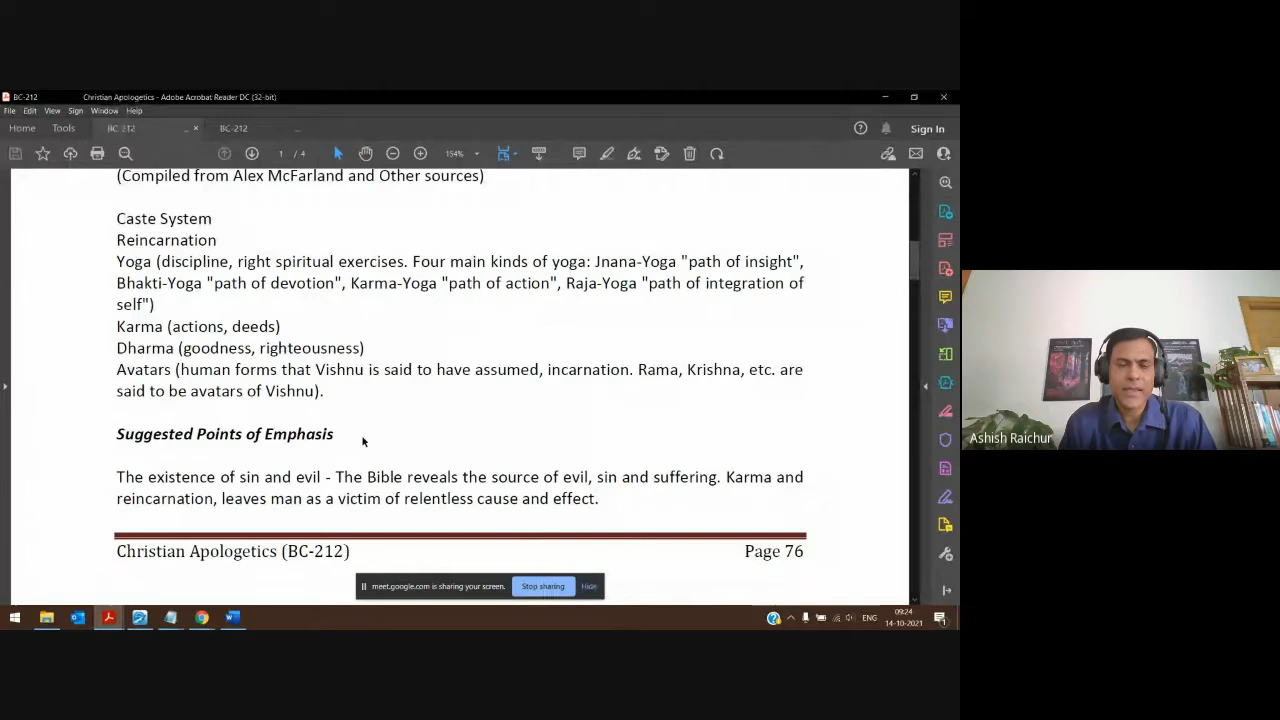 BC-212 Christian Apologetics - Adobe Acrobat Reader DC (32-bit)
File Edit View Sign Window Help
Home Tools BC-212 × BC-212 Sign In
1 / 4 154%
(Compiled from Alex McFarland and Other sources)
Caste System
Reincarnation
Yoga (discipline, right spiritual exercises. Four main kinds of yoga: Jnana-Yoga "path of insight",
Bhakti-Yoga "path of devotion", Karma-Yoga "path of action", Raja-Yoga "path of integration of
self")
Karma (actions, deeds)
Dharma (goodness, righteousness)
Avatars (human forms that Vishnu is said to have assumed, incarnation. Rama, Krishna, etc. are
said to be avatars of Vishnu).
Suggested Points of Emphasis
The existence of sin and evil - The Bible reveals the source of evil, sin and suffering. Karma and
reincarnation, leaves man as a victim of relentless cause and effect.
Christian Apologetics (BC-212) Page 76
meet.google.com is sharing your screen. Stop sharing Hide
ENG 09:24
14-10-2021
Ashish Raichur